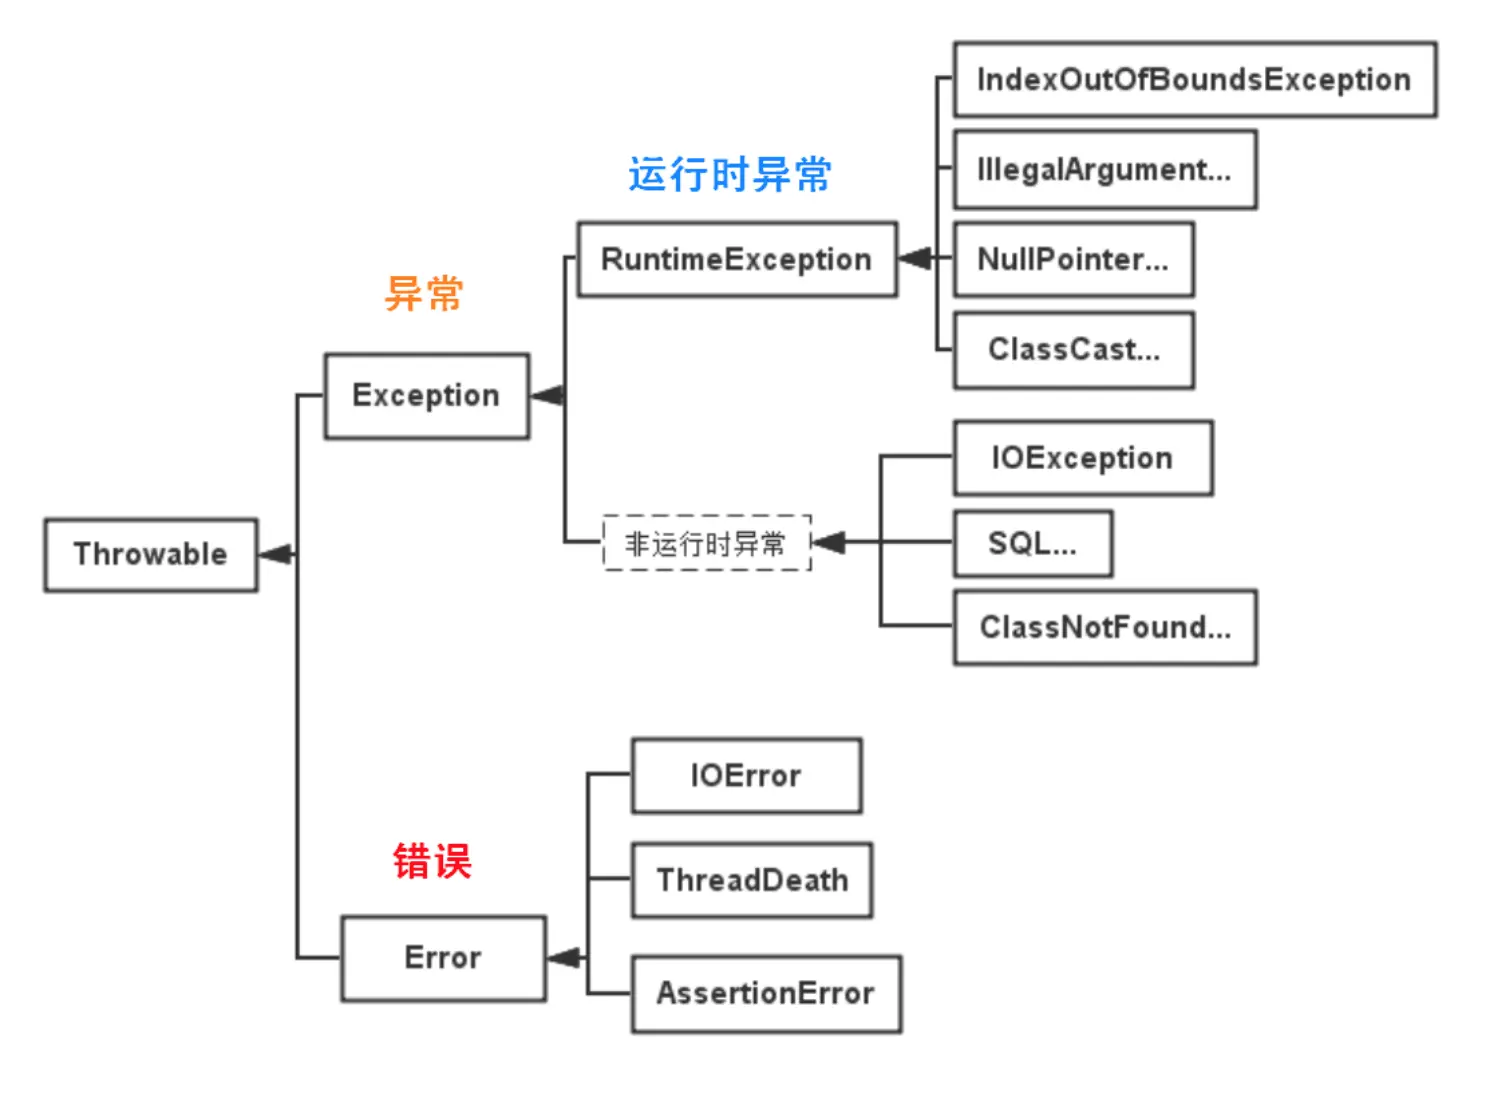 IndexOutOfBoundsException
IllegalArgument...
运行时异常
RuntimeException
NullPointer...
异常
ClassCast...
Exception
IOException
Throwable
非运行时异常
SQL...
ClassNotFound...
IOError
错误
ThreadDeath
Error
AssertionError